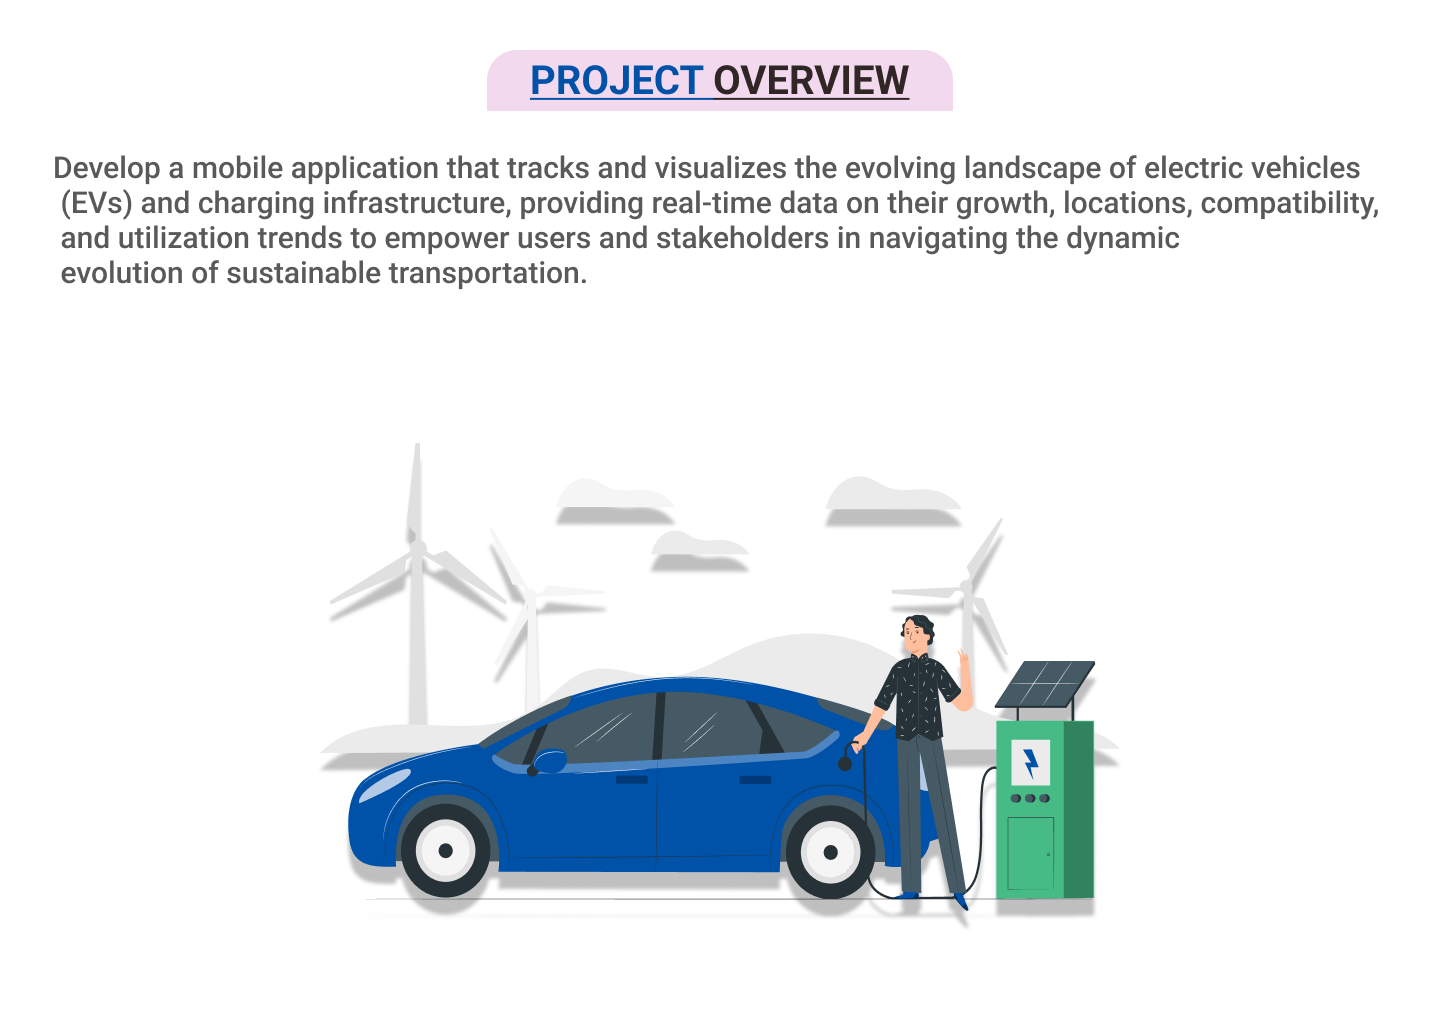 PROJECT OVERVIEW
Develop a mobile application that tracks and visualizes the evolving landscape of electric vehicles
(EVs) and charging infrastructure, providing real-time data on their growth, locations, compatibility,
and utilization trends to empower users and stakeholders in navigating the dynamic
evolution of sustainable transportation.